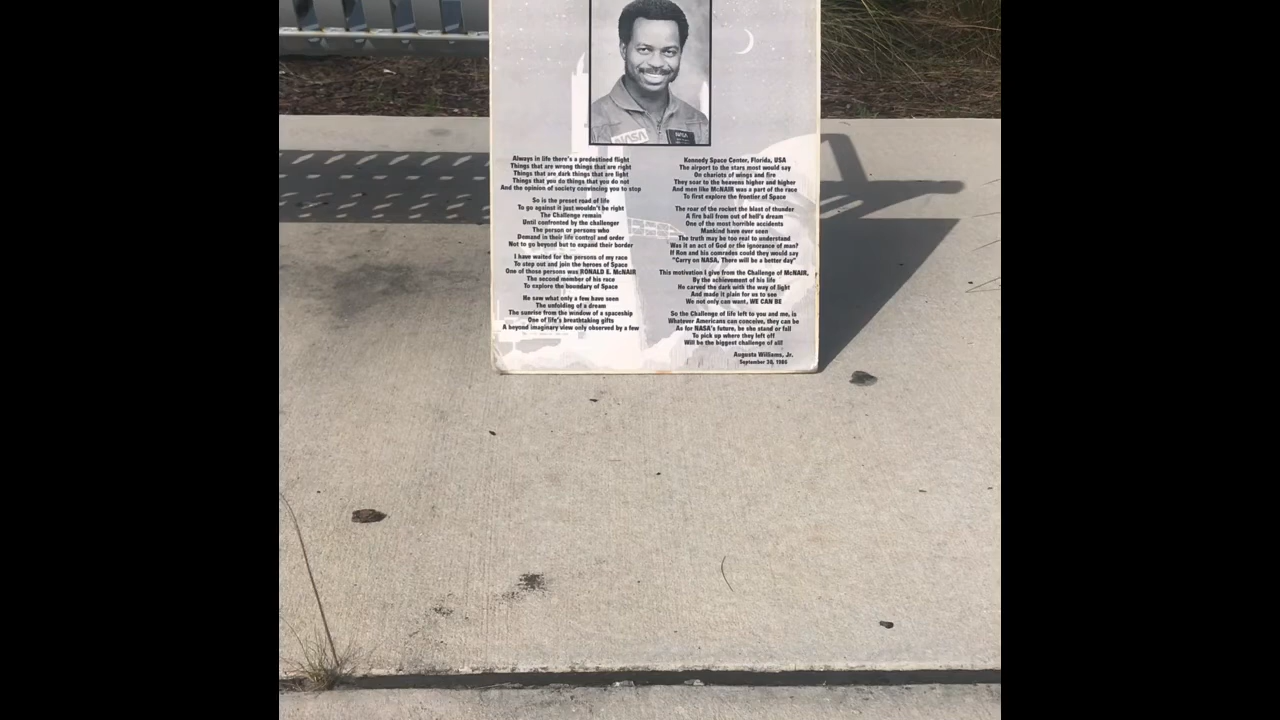 NASA
NASA
Always in life there's a predestined flight
Things that are wrong things that are right
Things that are dark things that are light
Things that you do things that you do not
And the opinion of society convincing you to stop
So is the preset road of life
To go against it just wouldn't be right
The Challenge remain
Until confronted by the challenger
The person or persons who
Demand in their life control and order
Not to go beyond but to expand their border
I have waited for the persons of my race
To step out and join the heroes of Space
One of those persons was RONALD E. McNAIR
The second member of his race
To explore the boundary of Space
He saw what only a few have seen
The unfolding of a dream
The sunrise from the window of a spaceship
One of life's breathtaking gifts
A beyond imaginary view only observed by a few
Kennedy Space Center, Florida, USA
The airport to the stars most would say
On chariots of wings and fire
They soar to the heavens higher and higher
And men like McNAIR was a part of the race
To first explore the frontier of Space
The roar of the rocket the blast of thunder
A fire ball from out of hell's dream
One of the most horrible accidents
Mankind have ever seen
The truth may be too real to understand
Was it an act of God or the ignorance of man?
If Ron and his comrades could they would say
"Carry on NASA, There will be a better day"
This motivation I give from the Challenge of McNAIR,
By the achievement of his life
He carved the dark with the way of light
And made it plain for us to see
We not only can want, WE CAN BE
So the Challenge of life left to you and me, is
Whatever Americans can conceive, they can be
As for NASA's future, be she stand or fall
To pick up where they left off
Will be the biggest challenge of all!
Augusta Williams, Jr.
September 30, 1986